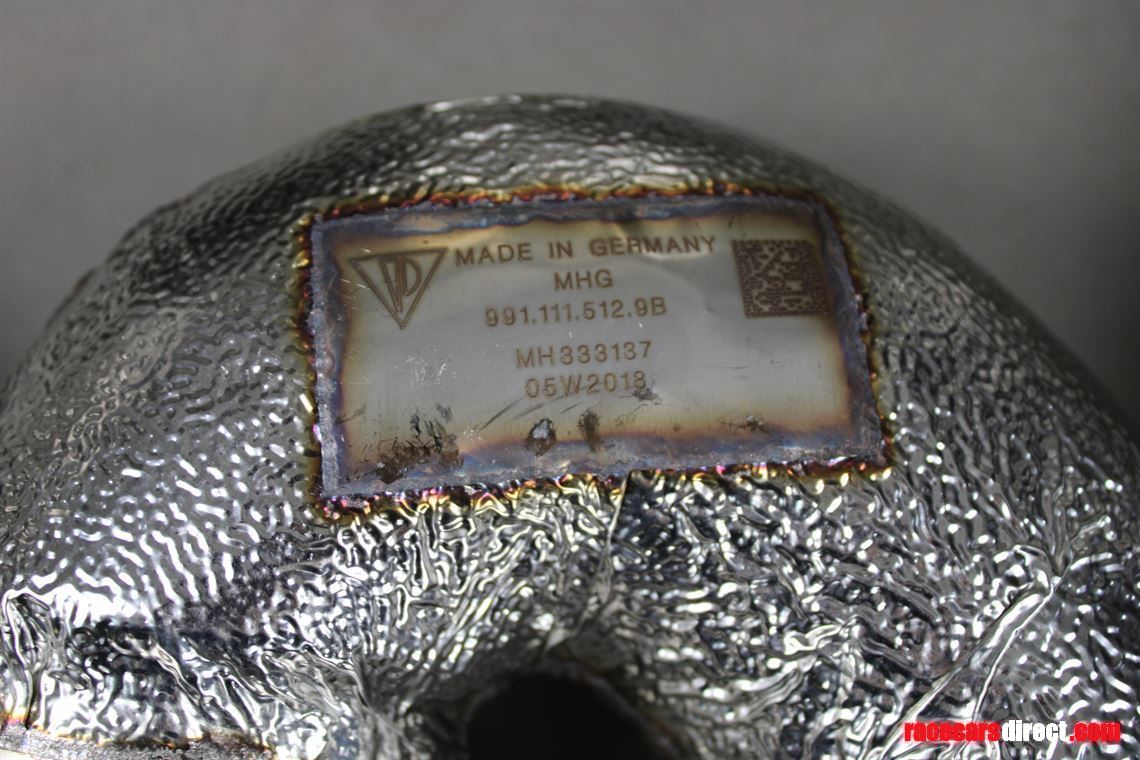 MADE IN GERMANY
MHG
991.111.512.9B
MH333137
05W2018
racecarsdirect.com